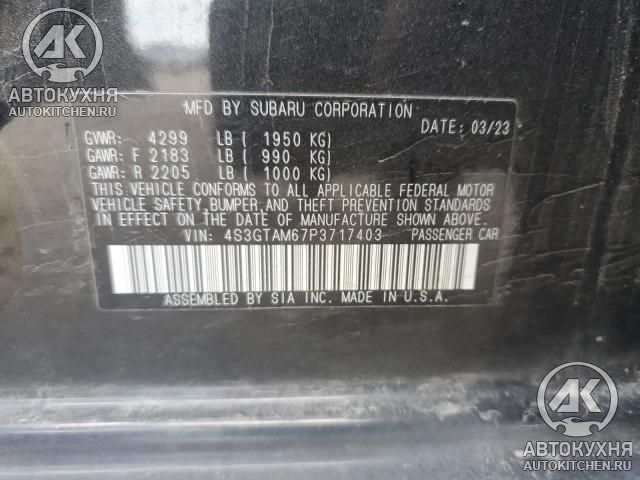 AK
АВТОКУХНЯ
AUTOKITCHEN.RU
MFD BY SUBARU CORPORATION
DATE: 03/23
GVWR: 4299 LB ( 1950 KG)
GAWR: F 2183 LB ( 990 KG)
GAWR: R 2205 LB ( 1000 KG)
THIS VEHICLE CONFORMS TO ALL APPLICABLE FEDERAL MOTOR
VEHICLE SAFETY,BUMPER,AND THEFT PREVENTION STANDARDS
IN EFFECT ON THE DATE OF MANUFACTURE SHOWN ABOVE.
VIN: 4S3GTAM67P3717403 PASSENGER CAR
ASSEMBLED BY SIA INC. MADE IN U.S.A.
AK
АВТОКУХНЯ
AUTOKITCHEN.RU